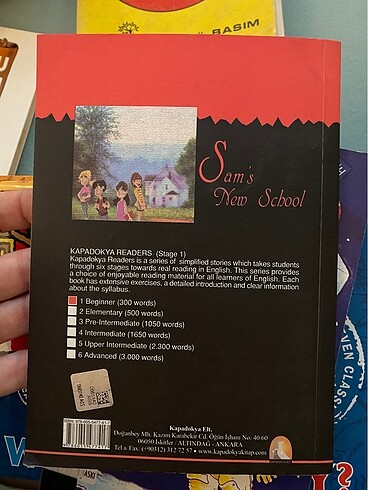 BASIM
Sam's
New School
KAPADOKYA READERS (Stage 1)
Kapadokya Readers is a series of simplified stories which takes students
through six stages towards real reading in English. This series provides
a choice of enjoyable reading material for all learners of English. Each
book has extensive exercises, a detailed introduction and clear information
about the syllabus.
1 Beginner (300 words)
2 Elementary (500 words)
3 Pre-Intermediate (1050 words)
4 Intermediate (1650 words)
5 Upper Intermediate (2.300 words)
6 Advanced (3.000 words)
Kapadokya Elt.
Doğanbey Mh. Kazım Karabekir Cd. Öğün İşhanı No: 40/60
06050 İskitler / ALTINDAĞ - ANKARA
Tel & Fax: (+90312) 312 72 57 • www.kapadokyakitap.com
VEN CLASSI
ASKI